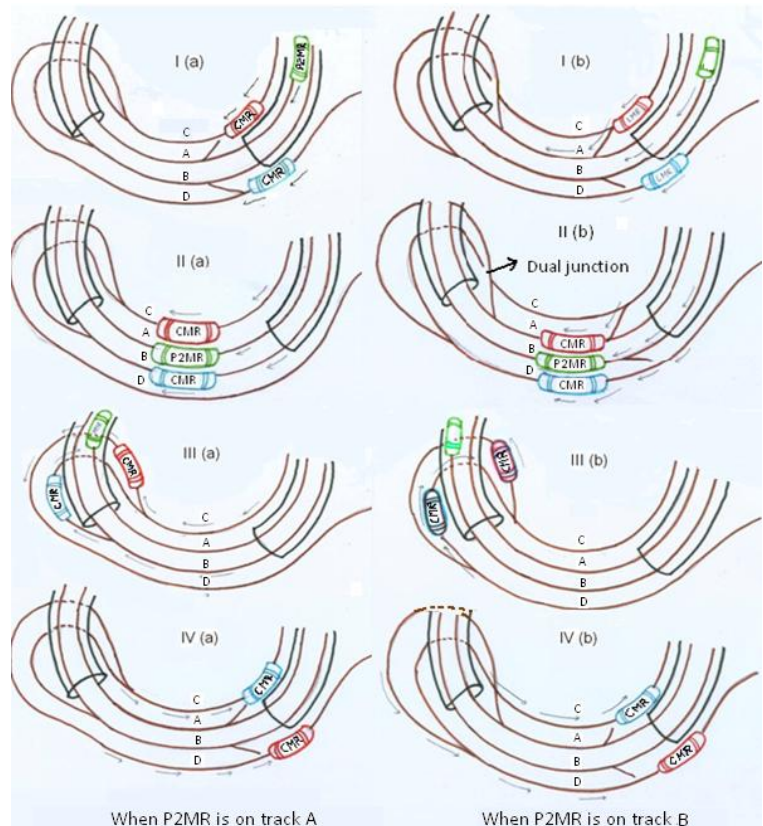 I (a)
P2MR
CMR
C
A
B
D
CMR
I (b)
C
A
B
D
II (a)
C
A
CMR
B
P2MR
D
CMR
II (b)
Dual junction
C
A
CMR
B
P2MR
D
CMR
III (a)
CMR
CMR
C
A
B
D
III (b)
CMR
CMR
C
A
B
D
IV (a)
CMR
C
A
B
CMR
D
IV (b)
CMR
C
A
B
CMR
D
When P2MR is on track A
When P2MR is on track B